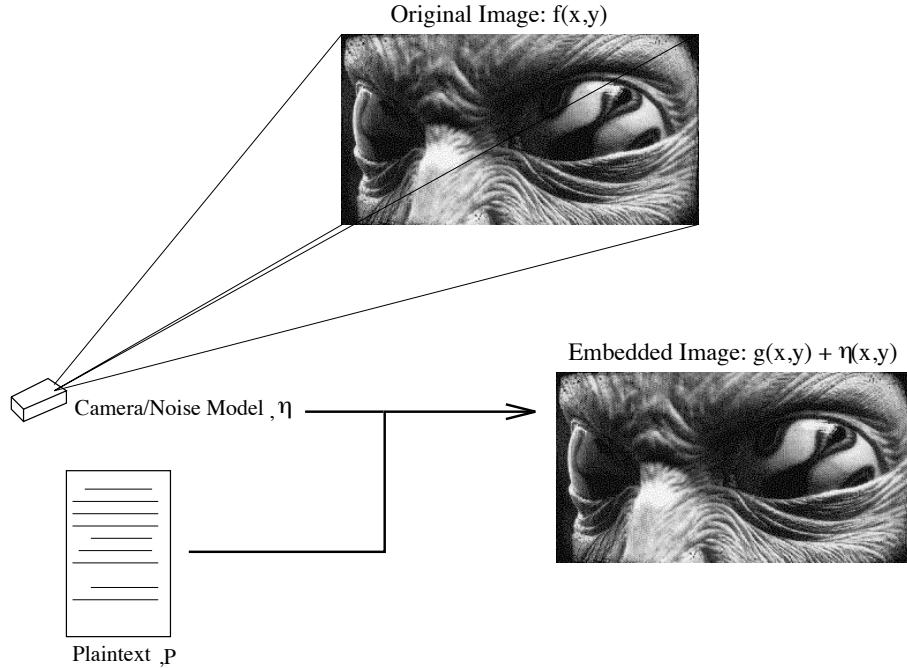 Original Image: f(x,y)
Embedded Image: g(x,y) + η(x,y)
Camera/Noise Model , η
Plaintext ,P